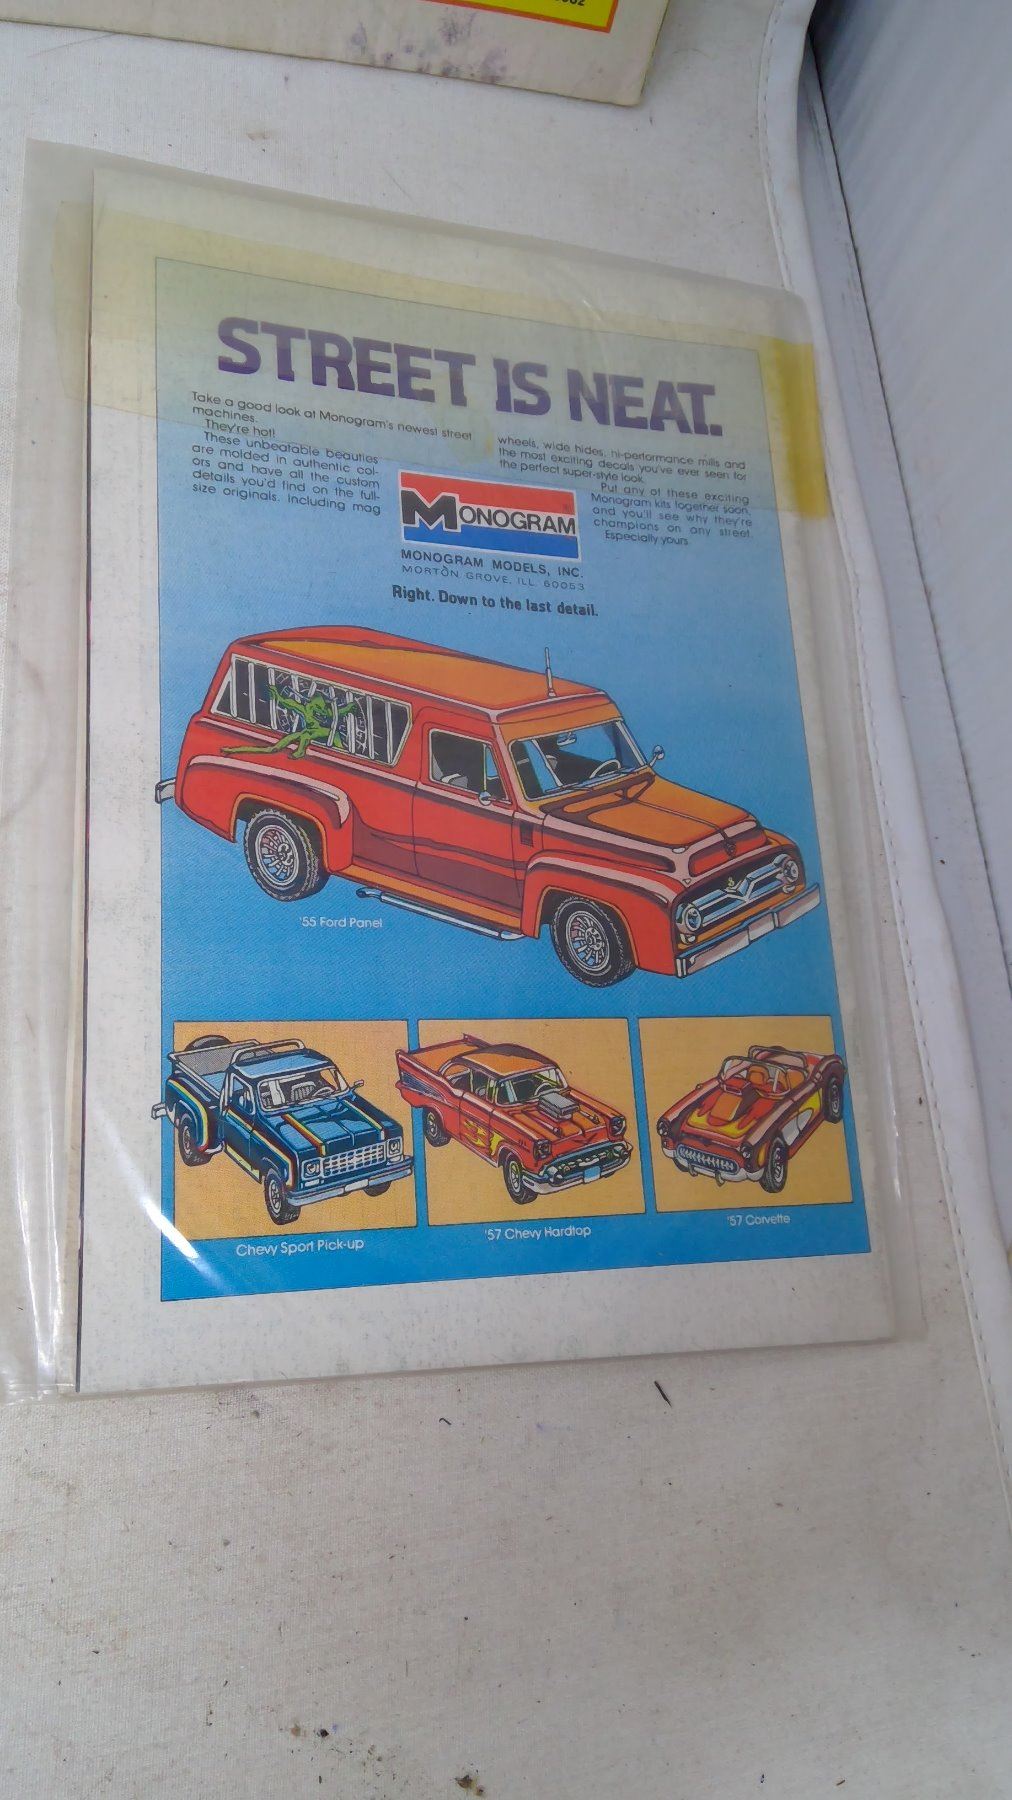 STREET IS NEAT.
Take a good look at Monogram's newest street
machines.
They're hot!
These unbeatable beauties
are molded in authentic col-
ors and have all the custom
details you'd find on the full-
size originals. Including mag
wheels, wide hides, hi-performance mills and
the most exciting decals you've ever seen for
the perfect super-style look.
Put any of these exciting
Monogram kits together soon,
and you'll see why they're
champions on any street.
Especially yours.
MONOGRAM
MONOGRAM MODELS, INC.
MORTON GROVE, ILL. 60053
Right. Down to the last detail.
'55 Ford Panel
Chevy Sport Pick-up
'57 Chevy Hardtop
'57 Corvette